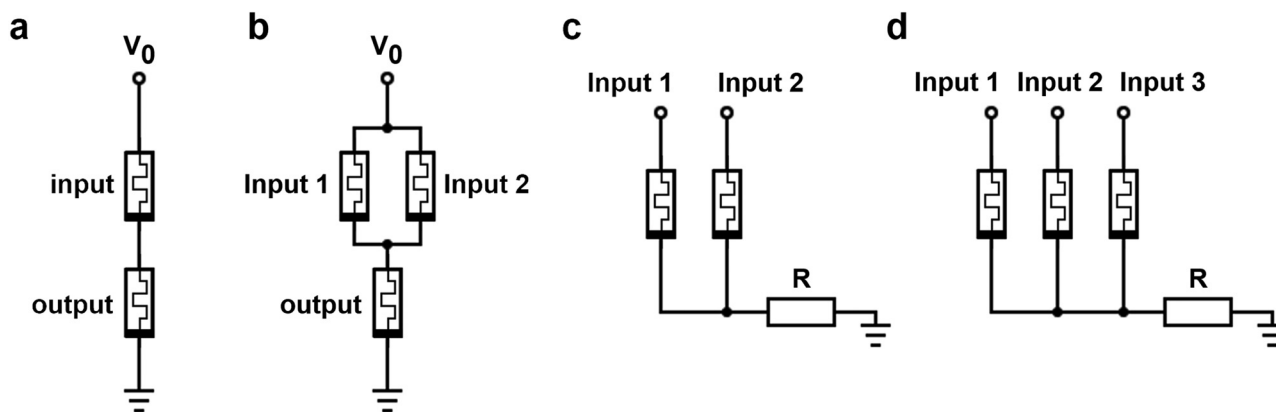 a
V0
input
output
b
V0
Input 1
Input 2
output
c
Input 1
Input 2
R
d
Input 1
Input 2
Input 3
R